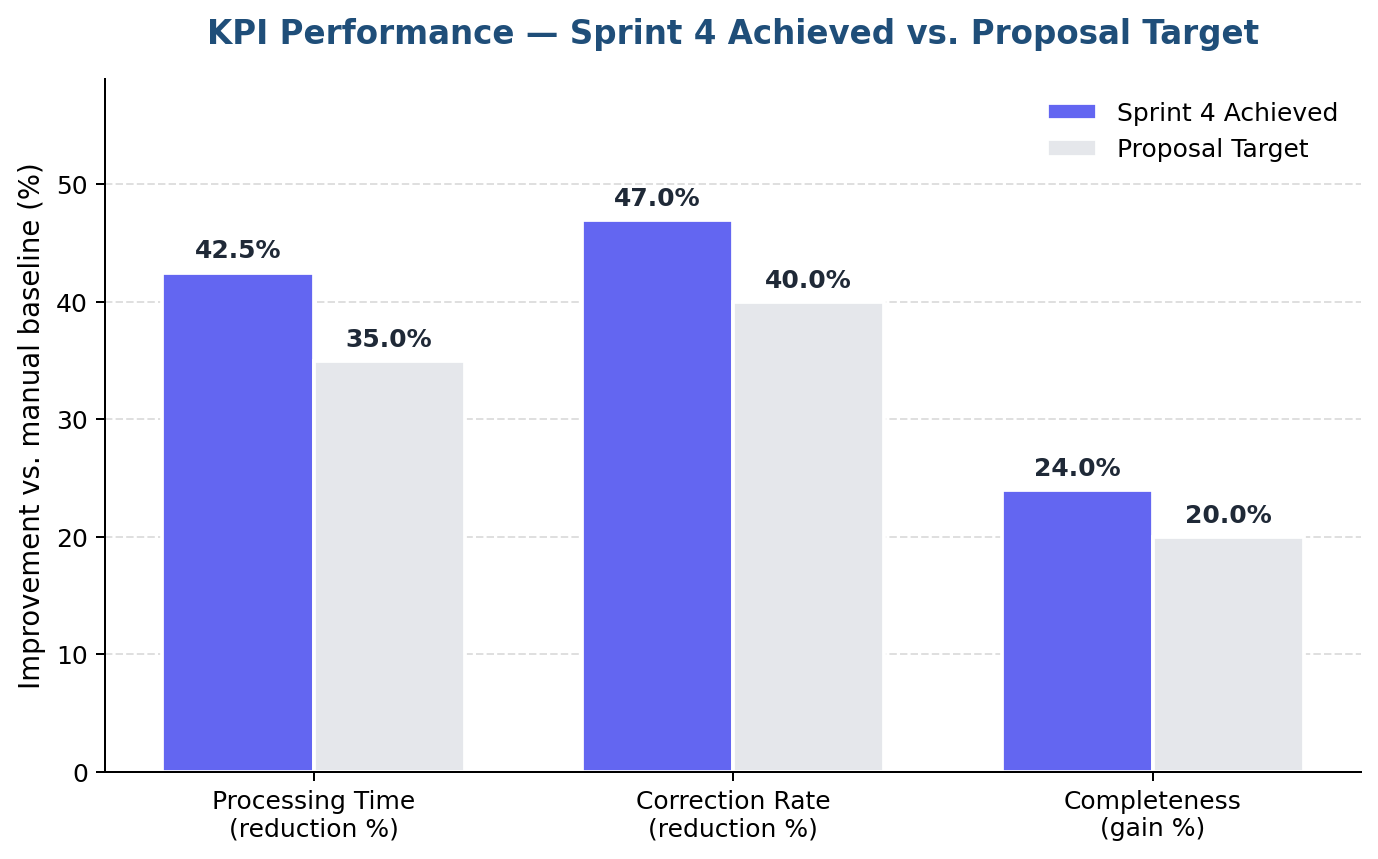 KPI Performance — Sprint 4 Achieved vs. Proposal Target
Sprint 4 Achieved
Proposal Target
Improvement vs. manual baseline (%)
50
40
30
20
10
0
42.5%
35.0%
47.0%
40.0%
24.0%
20.0%
Processing Time
(reduction %)
Correction Rate
(reduction %)
Completeness
(gain %)